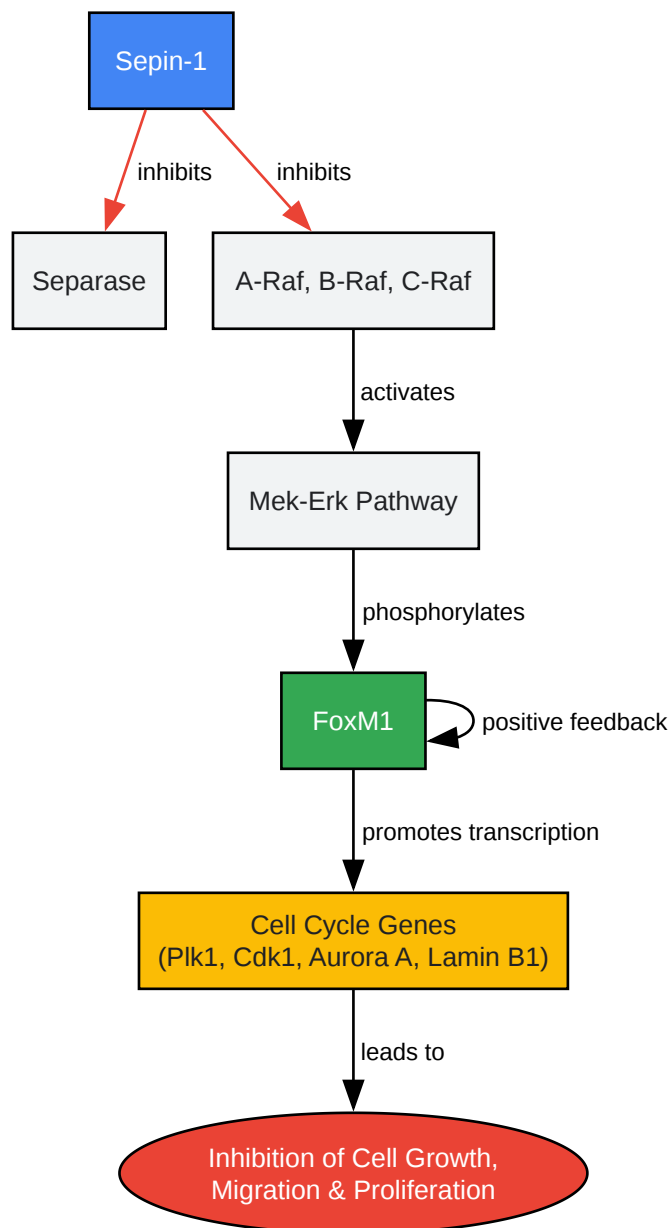 Sepin-1
inhibits
inhibits
Separase
A-Raf, B-Raf, C-Raf
activates
Mek-Erk Pathway
phosphorylates
FoxM1
positive feedback
promotes transcription
Cell Cycle Genes
(Plk1, Cdk1, Aurora A, Lamin B1)
leads to
Inhibition of Cell Growth,
Migration & Proliferation